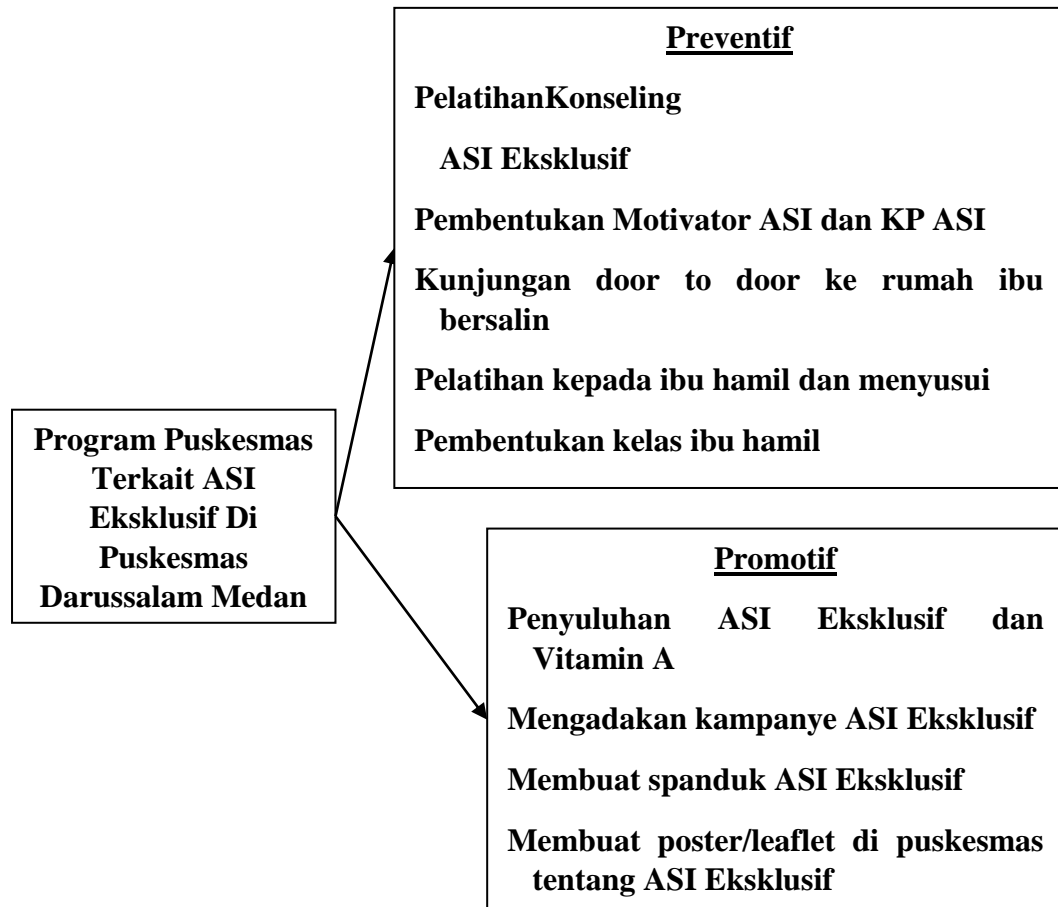 Preventif
PelatihanKonseling
ASI Eksklusif
Pembentukan Motivator ASI dan KP ASI
Kunjungan door to door ke rumah ibu
bersalin
Pelatihan kepada ibu hamil dan menyusui
Pembentukan kelas ibu hamil
Program Puskesmas
Terkait ASI
Eksklusif Di
Puskesmas
Darussalam Medan
Promotif
Penyuluhan ASI Eksklusif dan
Vitamin A
Mengadakan kampanye ASI Eksklusif
Membuat spanduk ASI Eksklusif
Membuat poster/leaflet di puskesmas
tentang ASI Eksklusif